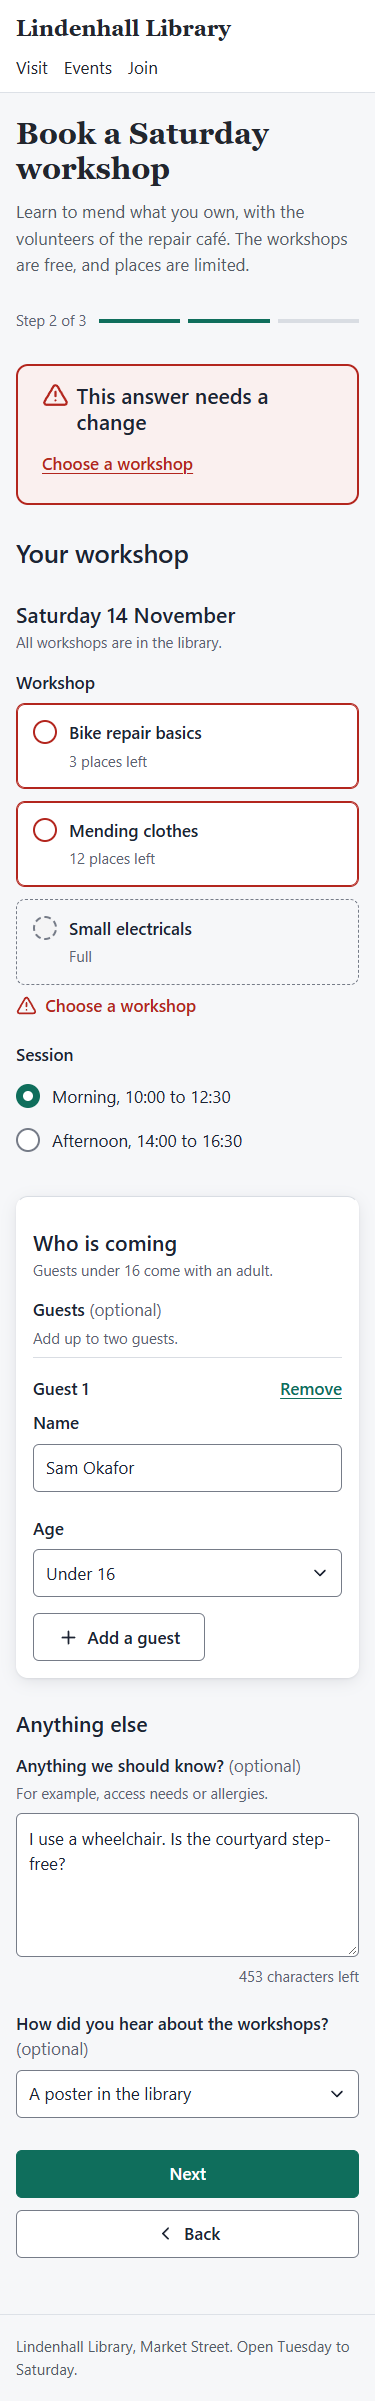 Lindenhall Library
Visit Events Join
Book a Saturday
workshop
Learn to mend what you own, with the
volunteers of the repair café. The workshops
are free, and places are limited.
Step 2 of 3
This answer needs a
change
Choose a workshop
Your workshop
Saturday 14 November
All workshops are in the library.
Workshop
Bike repair basics
3 places left
Mending clothes
12 places left
Small electricals
Full
Choose a workshop
Session
Morning, 10:00 to 12:30
Afternoon, 14:00 to 16:30
Who is coming
Guests under 16 come with an adult.
Guests (optional)
Add up to two guests.
Guest 1 Remove
Name
Sam Okafor
Age
Under 16
Add a guest
Anything else
Anything we should know? (optional)
For example, access needs or allergies.
I use a wheelchair. Is the courtyard step-
free?
453 characters left
How did you hear about the workshops?
(optional)
A poster in the library
Next
Back
Lindenhall Library, Market Street. Open Tuesday to
Saturday.